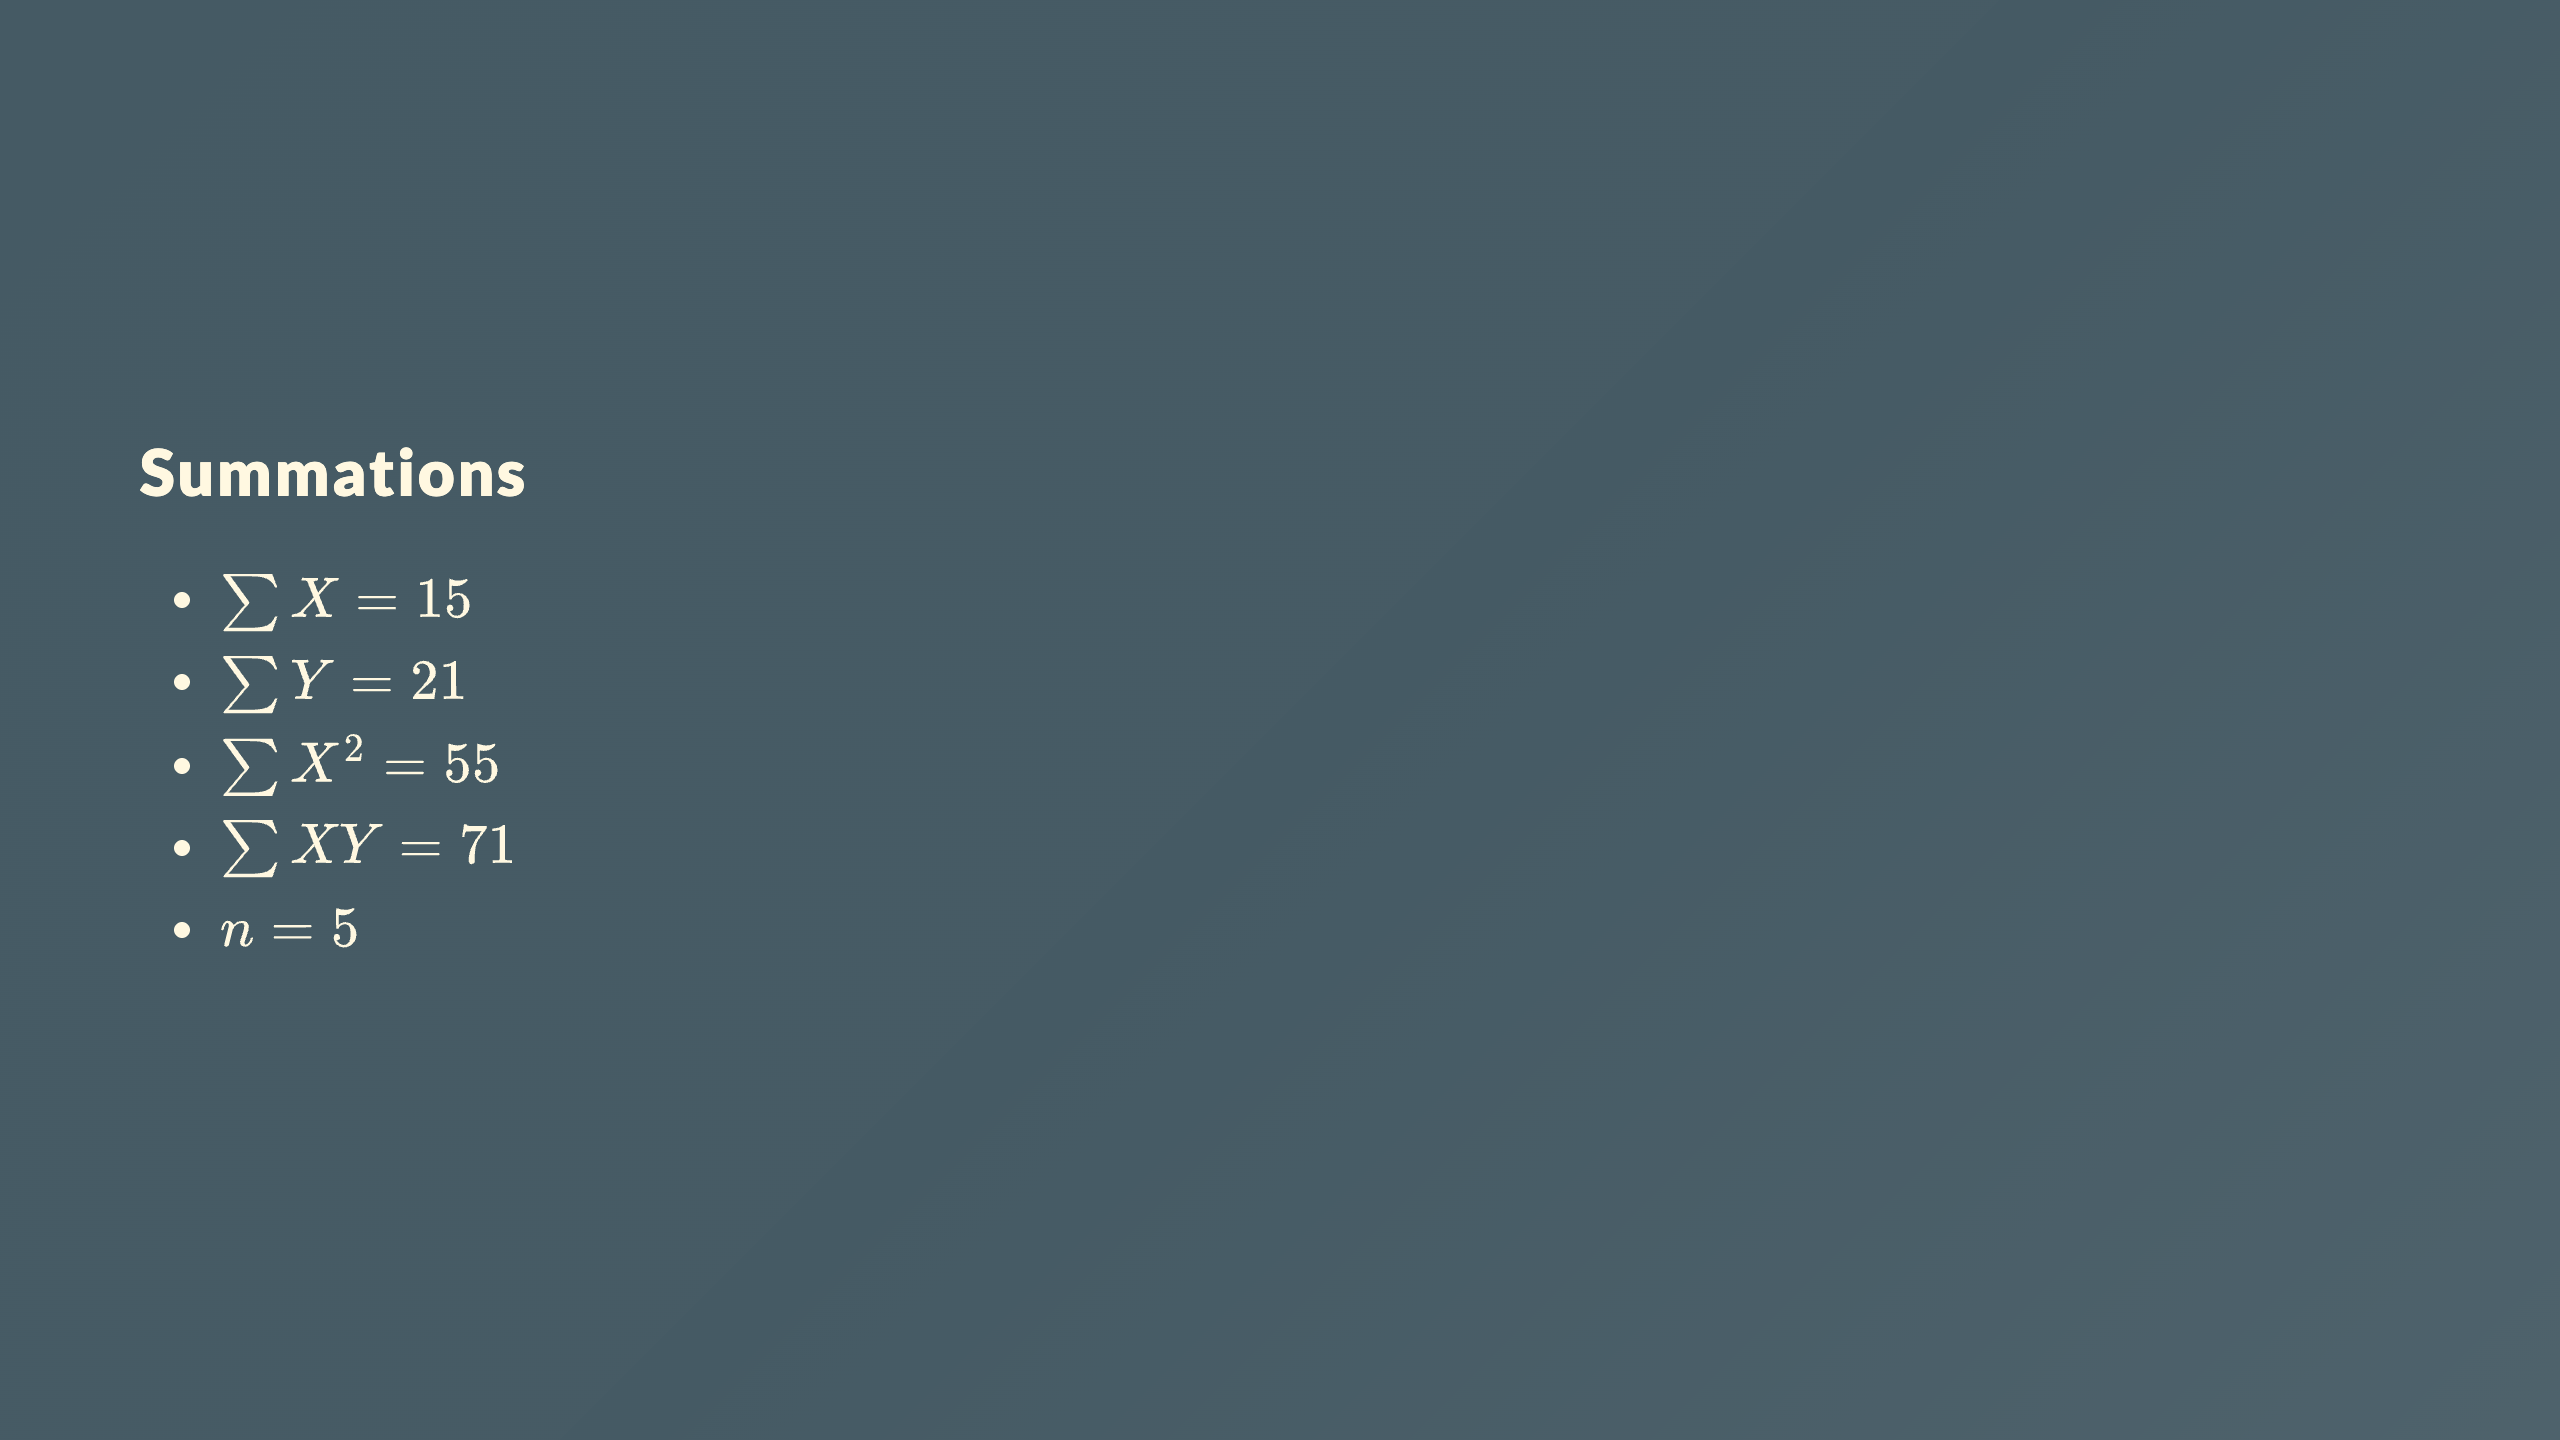 Summations
• ∑ X = 15
• ∑ Y = 21
• ∑ X² = 55
• ∑ XY = 71
• n = 5